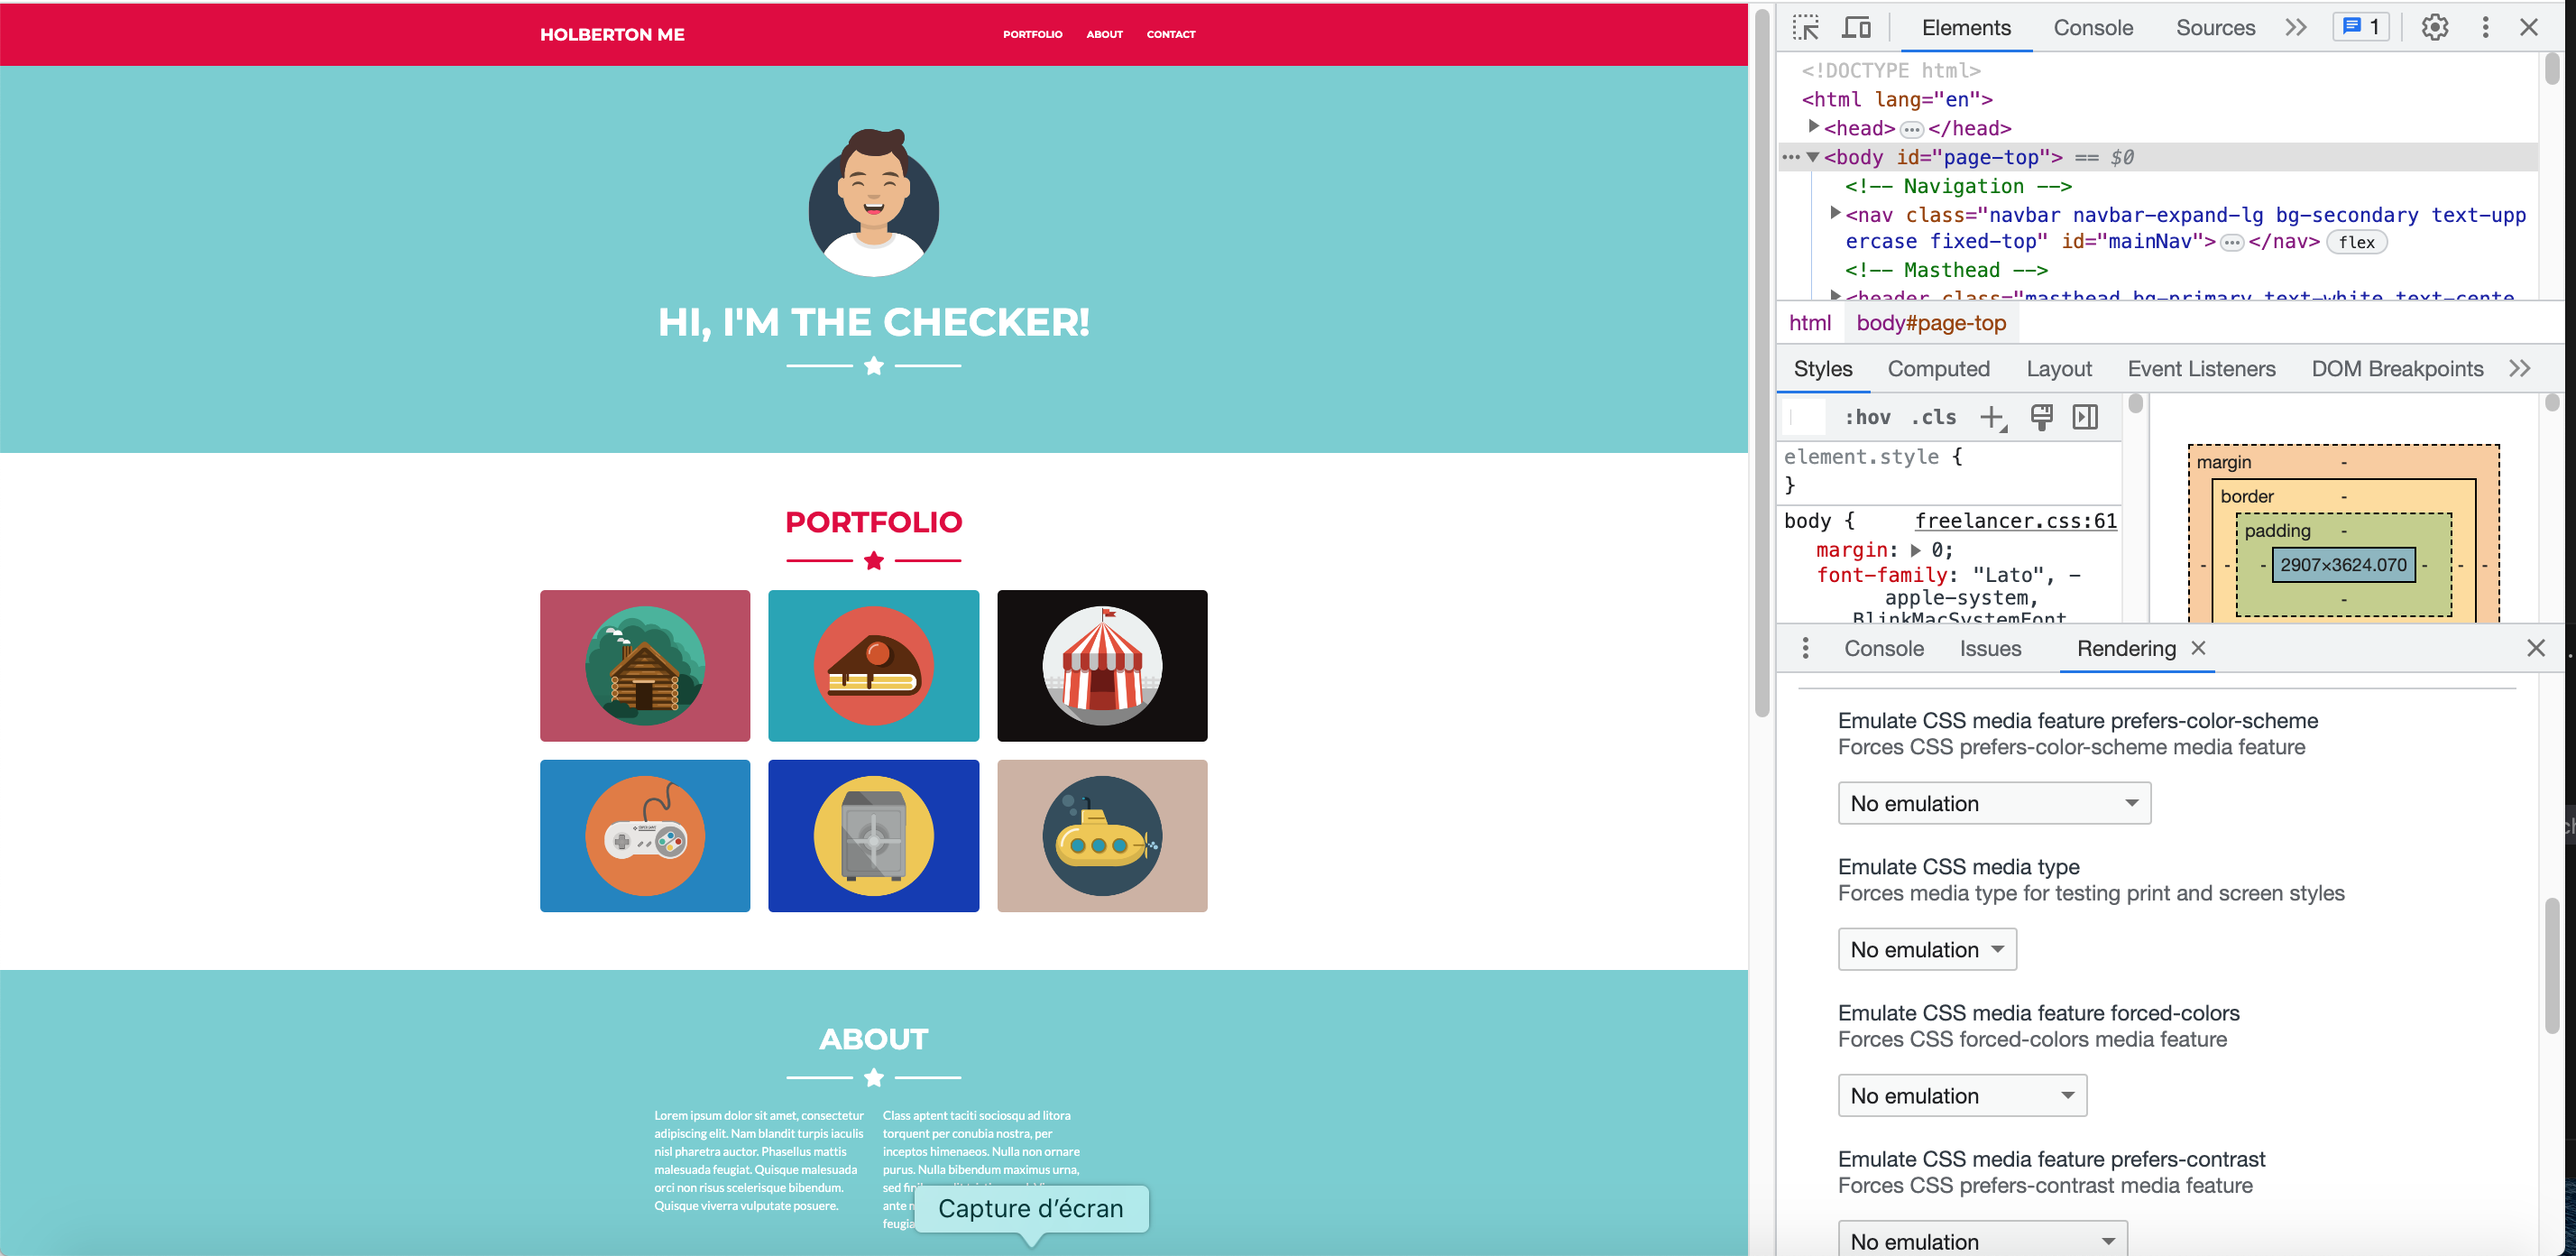 HOLBERTON ME
PORTFOLIO ABOUT CONTACT
HI, I'M THE CHECKER!
PORTFOLIO
ABOUT
Lorem ipsum dolor sit amet, consectetur
adipiscing elit. Nam blandit turpis iaculis
nisl pharetra auctor. Phasellus mattis
malesuada feugiat. Quisque malesuada
orci non risus scelerisque bibendum.
Quisque viverra vulputate posuere.
Class aptent taciti sociosqu ad litora
torquent per conubia nostra, per
inceptos himenaeos. Nulla non ornare
purus. Nulla bibendum maximus urna,
sed
ante
Capture d’écran
Elements Console Sources 1
<!DOCTYPE html>
<html lang="en">
<head> </head>
<body id="page-top"> == $0
<!-- Navigation -->
<nav class="navbar navbar-expand-lg bg-secondary text-upp
ercase fixed-top" id="mainNav"> </nav> flex
<!-- Masthead -->
<header class="masthead bg-primary text-white text-cente
html body#page-top
Styles Computed Layout Event Listeners DOM Breakpoints
:hov .cls
element.style {
}
body { freelancer.css:61
margin: 0;
font-family: "Lato", -
apple-system,
BlinkMacSystemFont
margin -
border -
padding -
- - - 2907×3624.070 - - -
-
Console Issues Rendering
Emulate CSS media feature prefers-color-scheme
Forces CSS prefers-color-scheme media feature
No emulation
Emulate CSS media type
Forces media type for testing print and screen styles
No emulation
Emulate CSS media feature forced-colors
Forces CSS forced-colors media feature
No emulation
Emulate CSS media feature prefers-contrast
Forces CSS prefers-contrast media feature
No emulation